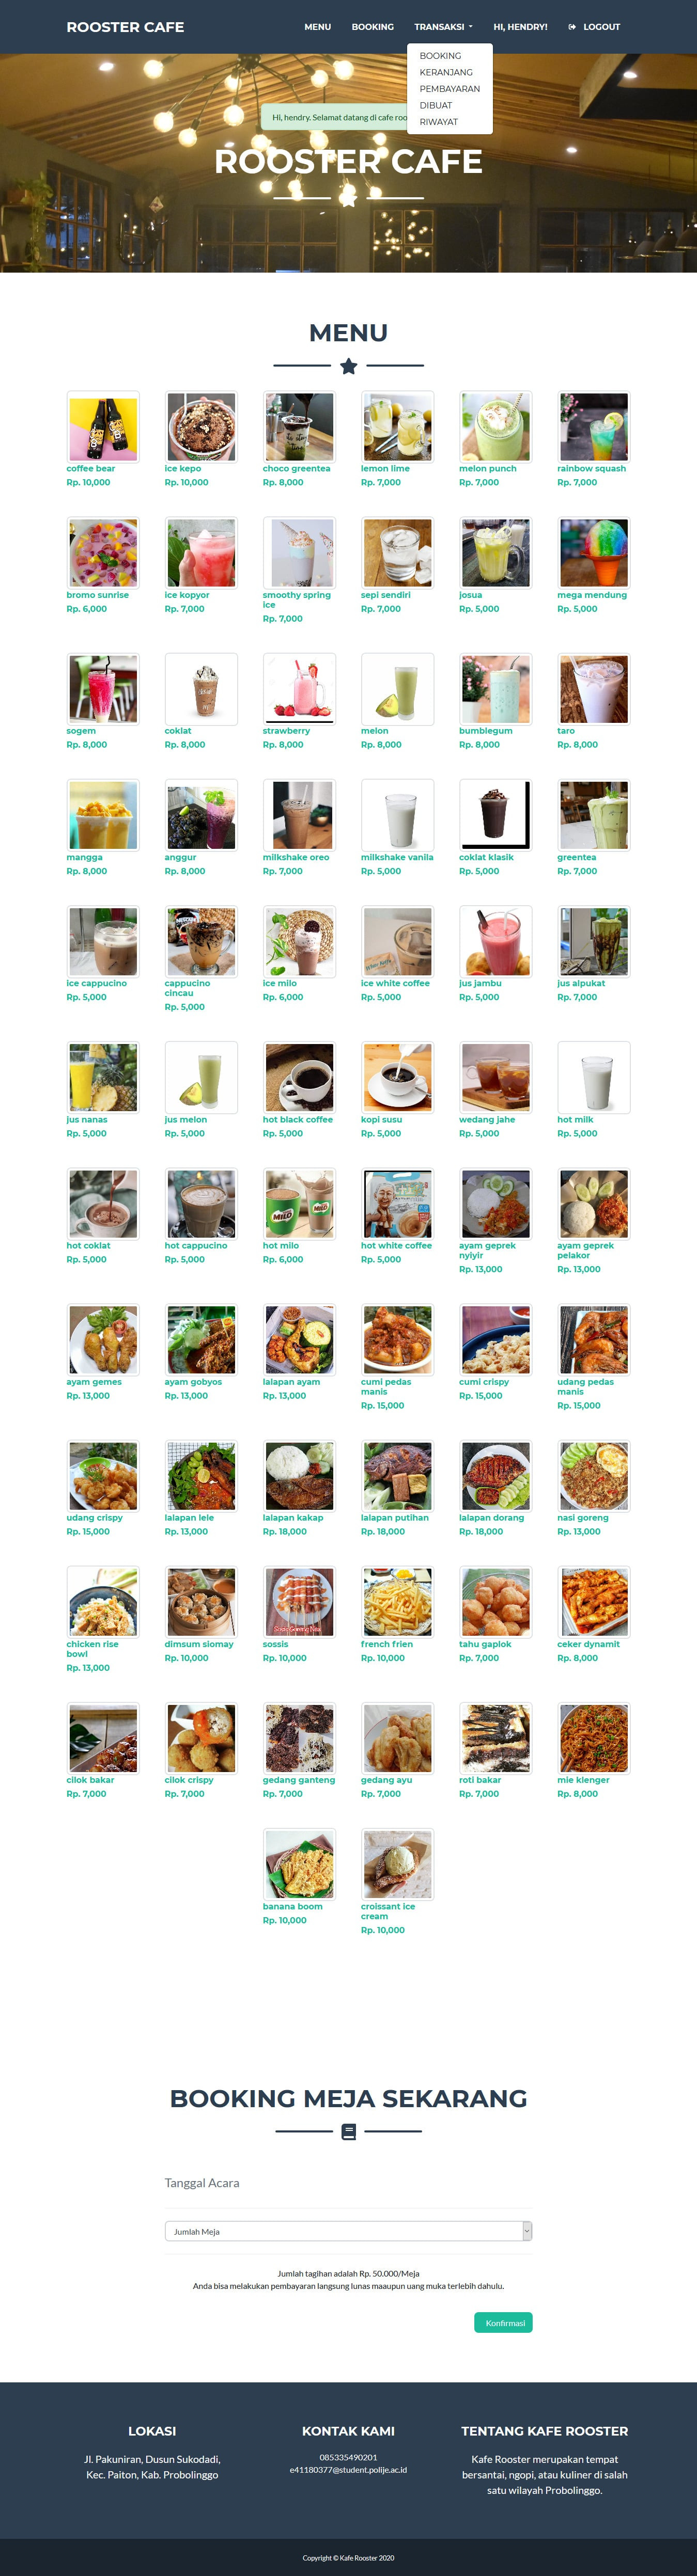 ROOSTER CAFE
MENU BOOKING TRANSAKSI HI, HENDRY! LOGOUT
BOOKING
KERANJANG
PEMBAYARAN
DIBUAT
RIWAYAT
Hi, hendry. Selamat datang di cafe
ROOSTER CAFE
MENU
coffee bear ice kepo choco greentea lemon lime melon punch rainbow squash
Rp. 10,000 Rp. 10,000 Rp. 8,000 Rp. 7,000 Rp. 7,000 Rp. 7,000
bromo sunrise ice kopyor smoothy spring ice sepi sendiri josua mega mendung
Rp. 6,000 Rp. 7,000 Rp. 7,000 Rp. 7,000 Rp. 5,000 Rp. 5,000
sogem coklat strawberry melon bumblegum taro
Rp. 8,000 Rp. 8,000 Rp. 8,000 Rp. 8,000 Rp. 8,000 Rp. 8,000
mangga anggur milkshake oreo milkshake vanila coklat klasik greentea
Rp. 8,000 Rp. 8,000 Rp. 7,000 Rp. 5,000 Rp. 5,000 Rp. 7,000
ice cappucino cappucino cincau ice milo ice white coffee jus jambu jus alpukat
Rp. 5,000 Rp. 5,000 Rp. 6,000 Rp. 5,000 Rp. 5,000 Rp. 7,000
jus nanas jus melon hot black coffee kopi susu wedang jahe hot milk
Rp. 5,000 Rp. 5,000 Rp. 5,000 Rp. 5,000 Rp. 5,000 Rp. 5,000
MILO MILO
hot coklat hot cappucino hot milo hot white coffee ayam geprek nyiyir ayam geprek pelakor
Rp. 5,000 Rp. 5,000 Rp. 6,000 Rp. 5,000 Rp. 13,000 Rp. 13,000
ayam gemes ayam gobyos lalapan ayam cumi pedas manis cumi crispy udang pedas manis
Rp. 13,000 Rp. 13,000 Rp. 13,000 Rp. 15,000 Rp. 15,000 Rp. 15,000
udang crispy lalapan lele lalapan kakap lalapan putihan lalapan dorang nasi goreng
Rp. 15,000 Rp. 13,000 Rp. 18,000 Rp. 18,000 Rp. 18,000 Rp. 13,000
chicken rise bowl dimsum siomay sossis french frien tahu gaplok ceker dynamit
Rp. 13,000 Rp. 10,000 Rp. 10,000 Rp. 10,000 Rp. 7,000 Rp. 8,000
cilok bakar cilok crispy gedang ganteng gedang ayu roti bakar mie klenger
Rp. 7,000 Rp. 7,000 Rp. 7,000 Rp. 7,000 Rp. 7,000 Rp. 8,000
banana boom croissant ice cream
Rp. 10,000 Rp. 10,000
BOOKING MEJA SEKARANG
Tanggal Acara
Jumlah Meja
Jumlah tagihan adalah Rp. 50.000/Meja
Anda bisa melakukan pembayaran langsung lunas maaupun uang muka terlebih dahulu.
Konfirmasi
LOKASI
Jl. Pakuniran, Dusun Sukodadi,
Kec. Paiton, Kab. Probolinggo
KONTAK KAMI
085335490201
e41180377@student.polije.ac.id
TENTANG KAFE ROOSTER
Kafe Rooster merupakan tempat
bersantai, ngopi, atau kuliner di salah
satu wilayah Probolinggo.
Copyright © Kafe Rooster 2020